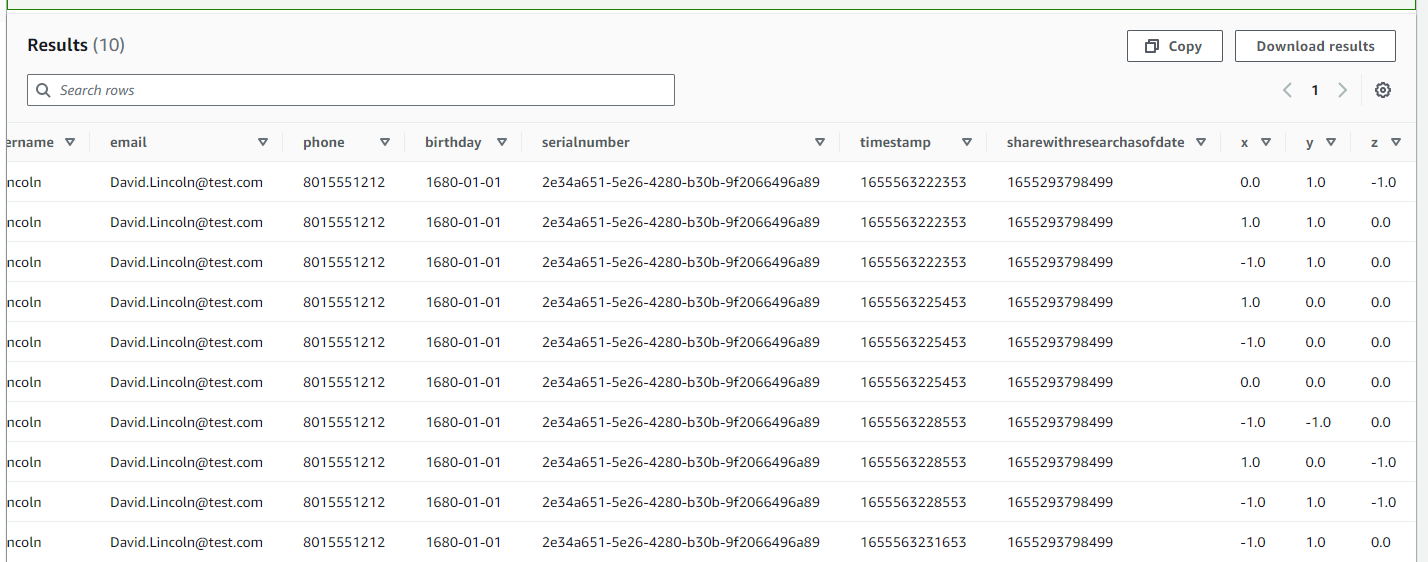 Results (10)
Copy
Download results
Search rows
1
ername email phone birthday serialnumber timestamp sharewithresearchasofdate x y z
ncoln David.Lincoln@test.com 8015551212 1680-01-01 2e34a651-5e26-4280-b30b-9f2066496a89 1655563222353 1655293798499 0.0 1.0 -1.0
ncoln David.Lincoln@test.com 8015551212 1680-01-01 2e34a651-5e26-4280-b30b-9f2066496a89 1655563222353 1655293798499 1.0 1.0 0.0
ncoln David.Lincoln@test.com 8015551212 1680-01-01 2e34a651-5e26-4280-b30b-9f2066496a89 1655563222353 1655293798499 -1.0 1.0 0.0
ncoln David.Lincoln@test.com 8015551212 1680-01-01 2e34a651-5e26-4280-b30b-9f2066496a89 1655563225453 1655293798499 1.0 0.0 0.0
ncoln David.Lincoln@test.com 8015551212 1680-01-01 2e34a651-5e26-4280-b30b-9f2066496a89 1655563225453 1655293798499 -1.0 0.0 0.0
ncoln David.Lincoln@test.com 8015551212 1680-01-01 2e34a651-5e26-4280-b30b-9f2066496a89 1655563225453 1655293798499 0.0 0.0 0.0
ncoln David.Lincoln@test.com 8015551212 1680-01-01 2e34a651-5e26-4280-b30b-9f2066496a89 1655563228553 1655293798499 -1.0 -1.0 0.0
ncoln David.Lincoln@test.com 8015551212 1680-01-01 2e34a651-5e26-4280-b30b-9f2066496a89 1655563228553 1655293798499 1.0 0.0 -1.0
ncoln David.Lincoln@test.com 8015551212 1680-01-01 2e34a651-5e26-4280-b30b-9f2066496a89 1655563228553 1655293798499 -1.0 1.0 -1.0
ncoln David.Lincoln@test.com 8015551212 1680-01-01 2e34a651-5e26-4280-b30b-9f2066496a89 1655563231653 1655293798499 -1.0 1.0 0.0